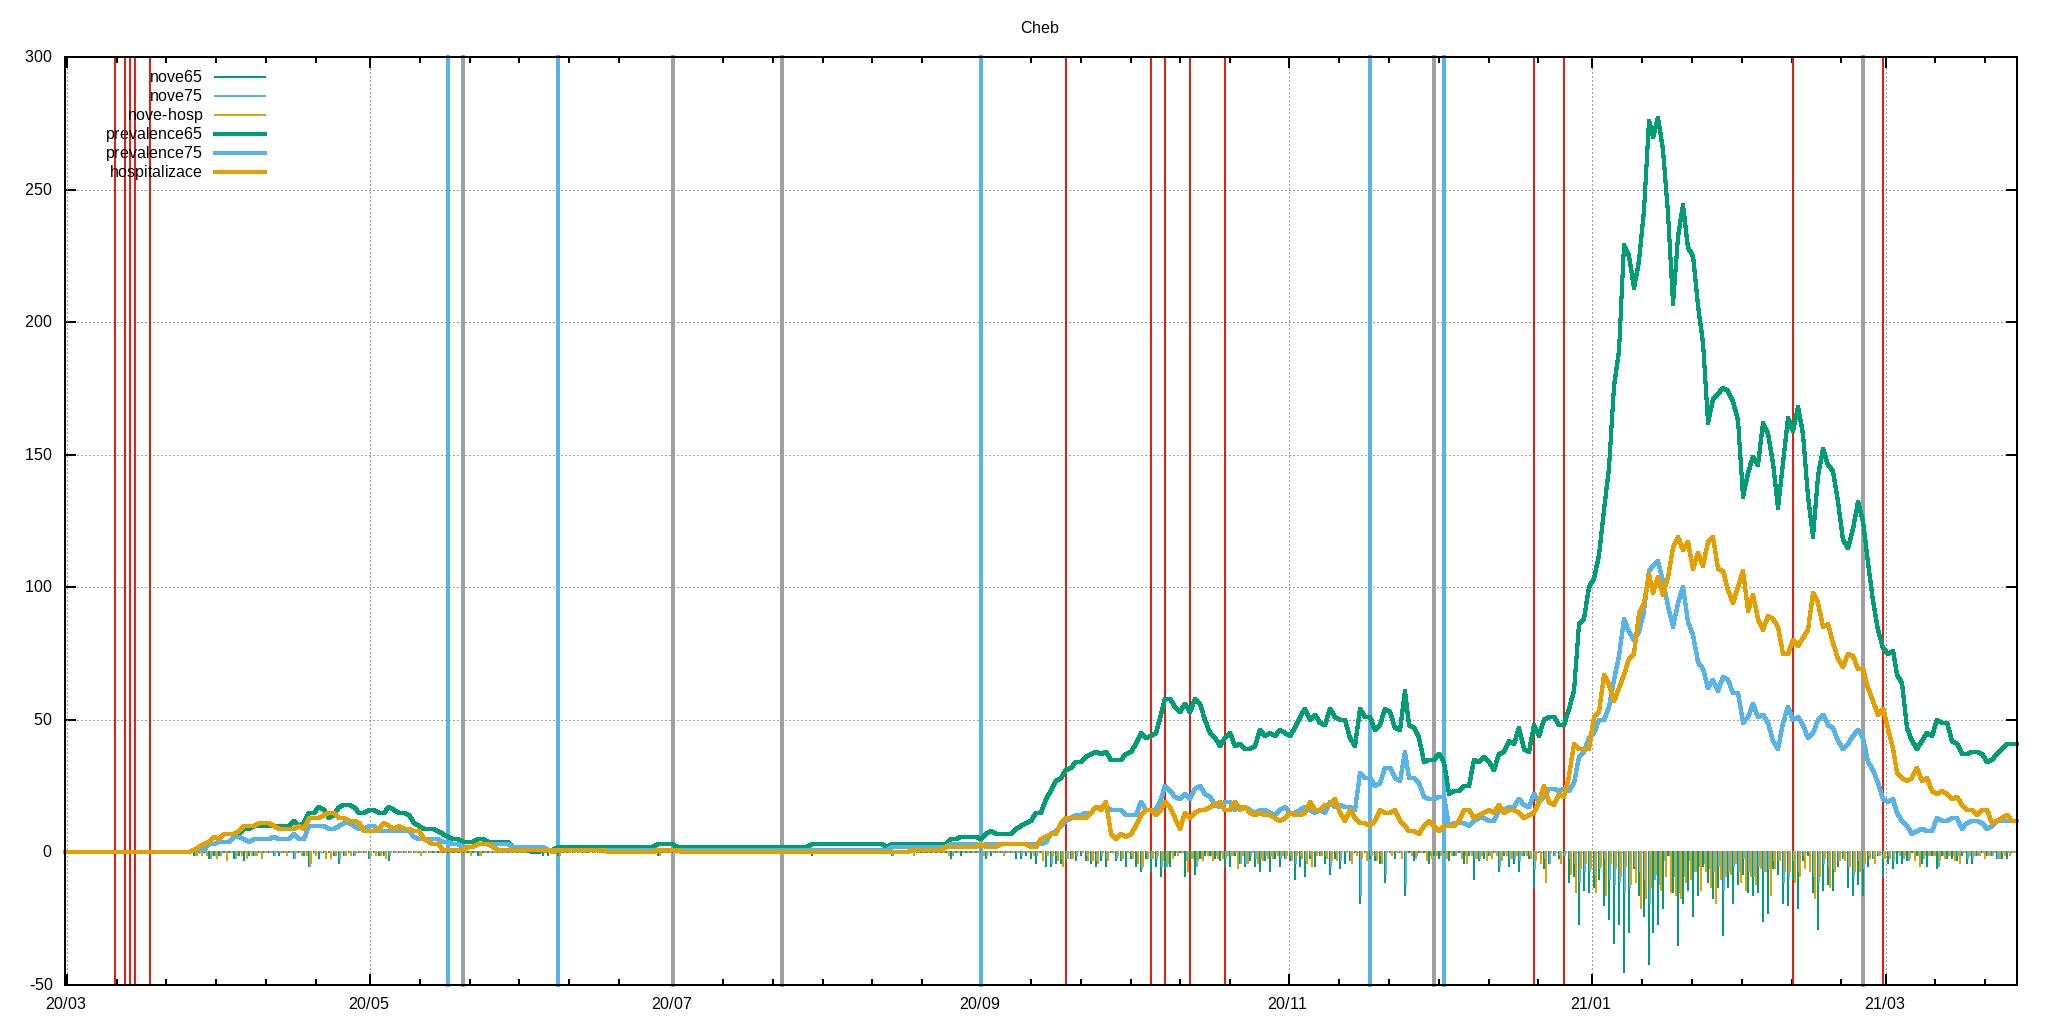 Cheb
300
250
200
150
100
50
0
-50
nove65
nove75
nove-hosp
prevalence65
prevalence75
hospitalizace
20/03 20/05 20/07 20/09 20/11 21/01 21/03